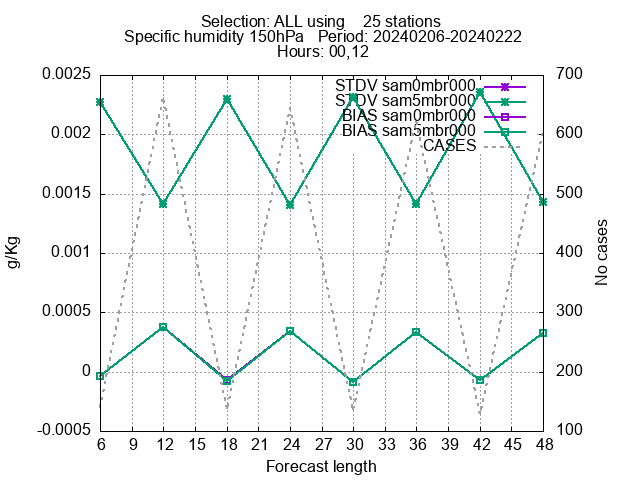 Selection: ALL using    25 stations
Specific humidity 150hPa   Period: 20240206-20240222
Hours: 00,12
STDV sam0mbr000
STDV sam5mbr000
BIAS sam0mbr000
BIAS sam5mbr000
CASES
0.0025
0.002
0.0015
0.001
0.0005
0
-0.0005
g/Kg
700
600
500
400
300
200
100
No cases
6 9 12 15 18 21 24 27 30 33 36 39 42 45 48
Forecast length